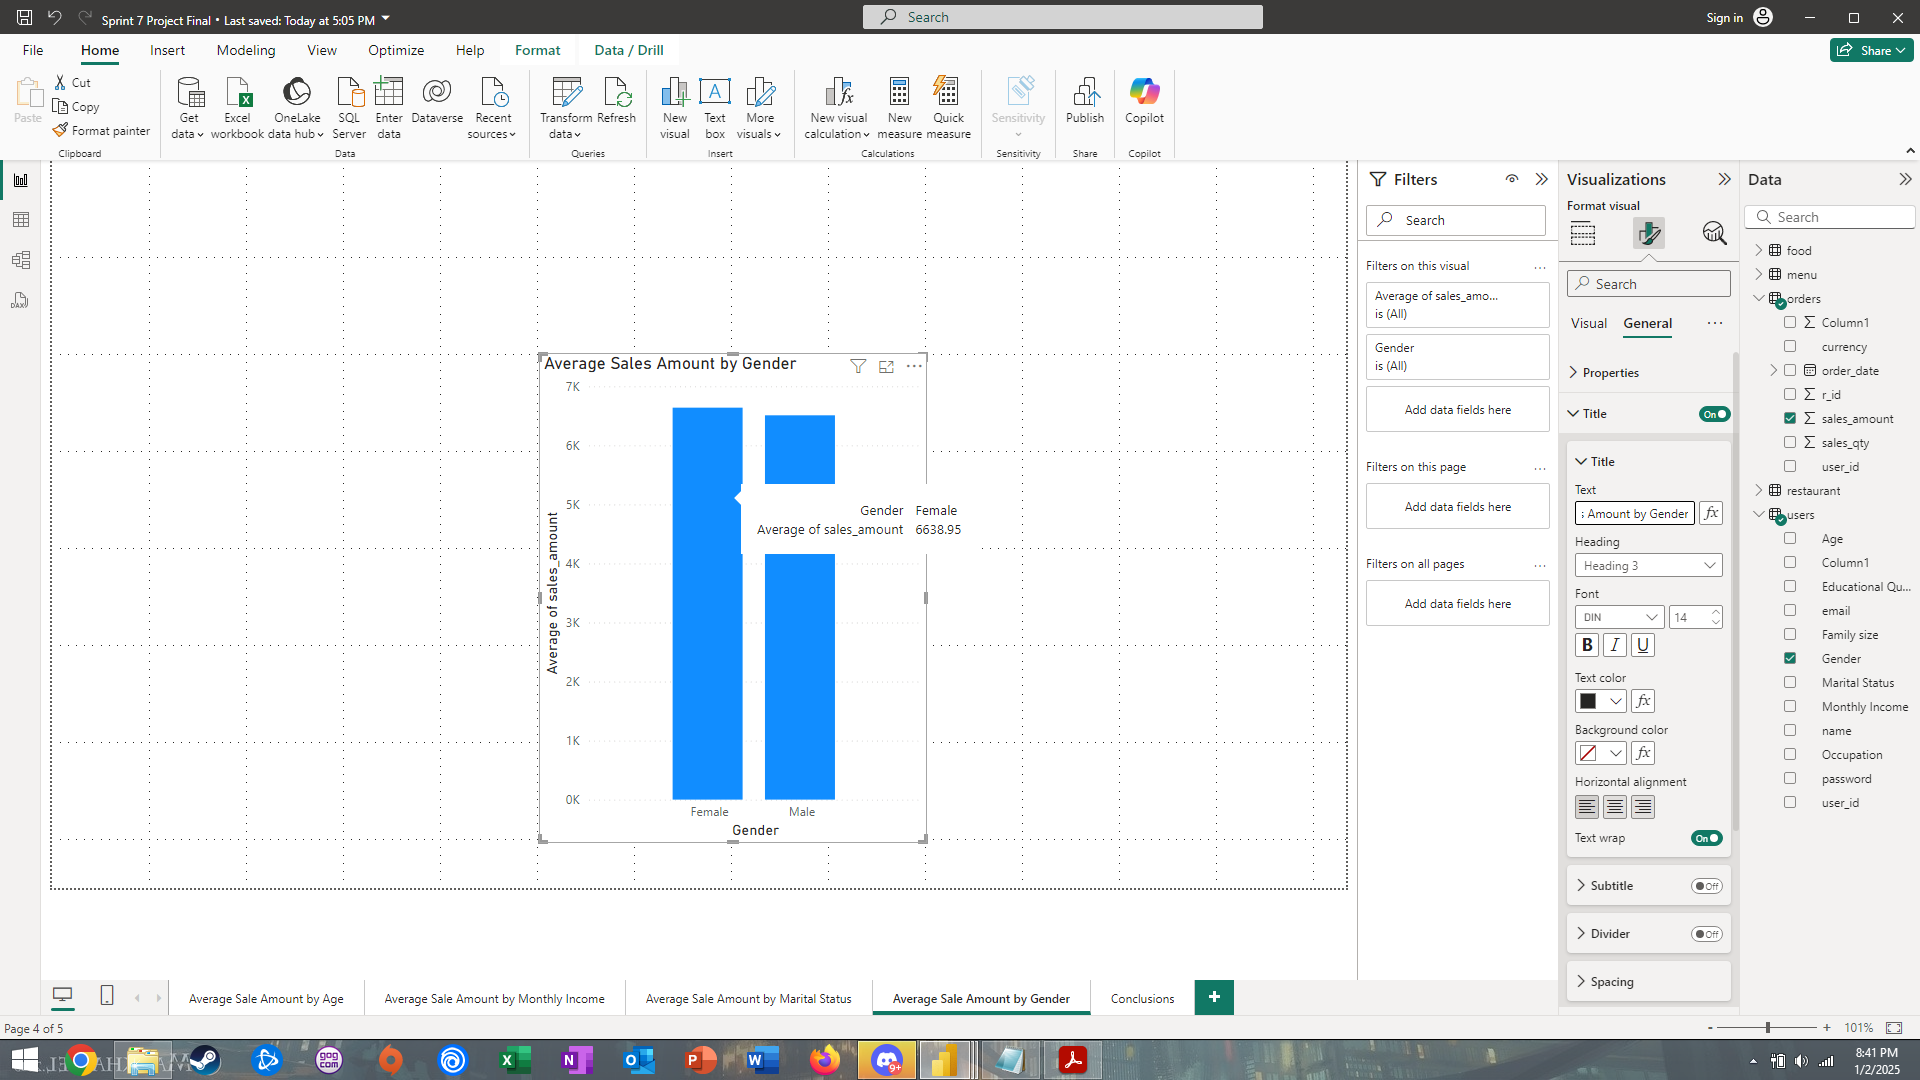 Sprint 7 Project Final • Last saved: Today at 5:05 PM
Search
Sign in
File
Home
Insert
Modeling
View
Optimize
Help
Format
Data / Drill
Share
Paste
Cut
Copy
Format painter
Clipboard
Get data
Excel workbook
OneLake data hub
SQL Server
Enter data
Dataverse
Recent sources
Data
Transform data
Refresh
Queries
New visual
Text box
More visuals
Insert
New visual calculation
New measure
Quick measure
Calculations
Sensitivity
Sensitivity
Publish
Share
Copilot
Copilot
Average Sales Amount by Gender
7K
6K
5K
4K
3K
2K
1K
0K
Average of sales_amount
Gender Female
Average of sales_amount 6638.95
Female
Male
Gender
Filters
Search
Filters on this visual
Average of sales_amo...
is (All)
Gender
is (All)
Add data fields here
Filters on this page
Add data fields here
Filters on all pages
Add data fields here
Visualizations
Format visual
Search
Visual
General
Properties
Title
On
Title
Text
Amount by Gender
fx
Heading
Heading 3
Font
DIN
14
B
I
U
Text color
fx
Background color
fx
Horizontal alignment
Text wrap
On
Subtitle
Off
Divider
Off
Spacing
Data
Search
food
menu
orders
Column1
currency
order_date
r_id
sales_amount
sales_qty
user_id
restaurant
users
Age
Column1
Educational Qu...
email
Family size
Gender
Marital Status
Monthly Income
name
Occupation
password
user_id
Average Sale Amount by Age
Average Sale Amount by Monthly Income
Average Sale Amount by Marital Status
Average Sale Amount by Gender
Conclusions
Page 4 of 5
101%
8:41 PM
1/2/2025